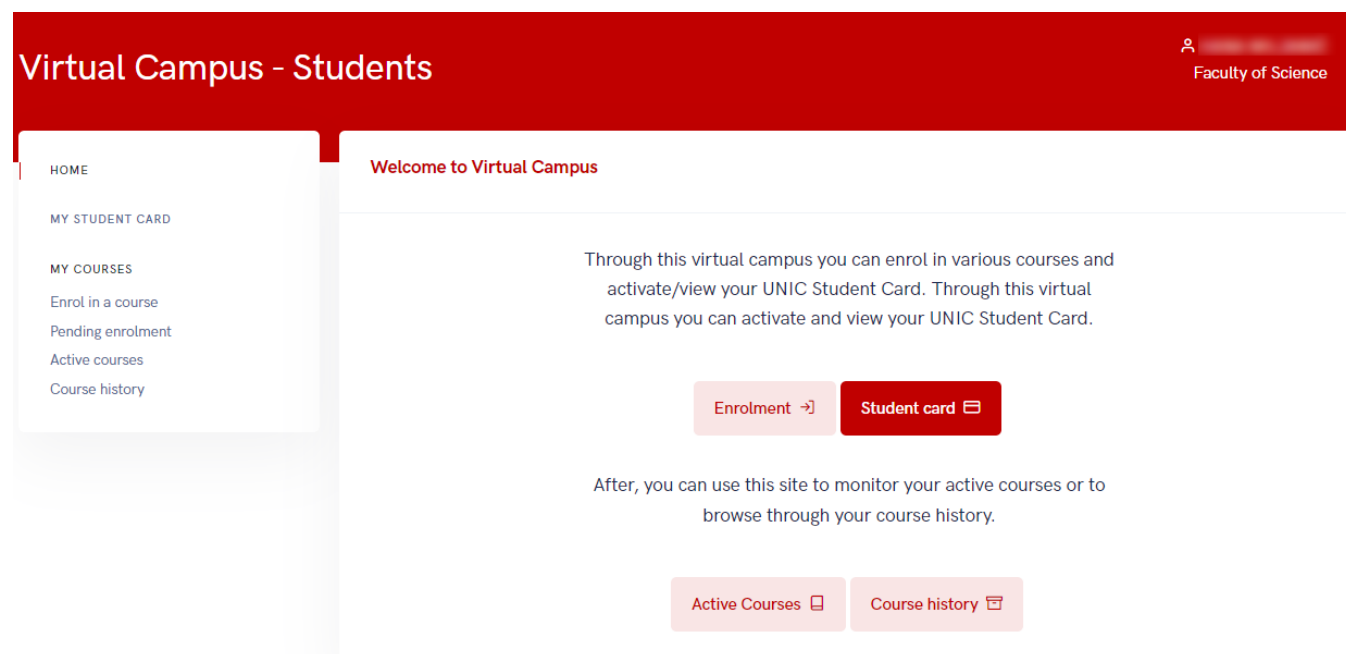 Virtual Campus - Students
Faculty of Science
HOME
MY STUDENT CARD
MY COURSES
Enrol in a course
Pending enrolment
Active courses
Course history
Welcome to Virtual Campus
Through this virtual campus you can enrol in various courses and
activate/view your UNIC Student Card. Through this virtual
campus you can activate and view your UNIC Student Card.
Enrolment
Student card
After, you can use this site to monitor your active courses or to
browse through your course history.
Active Courses
Course history